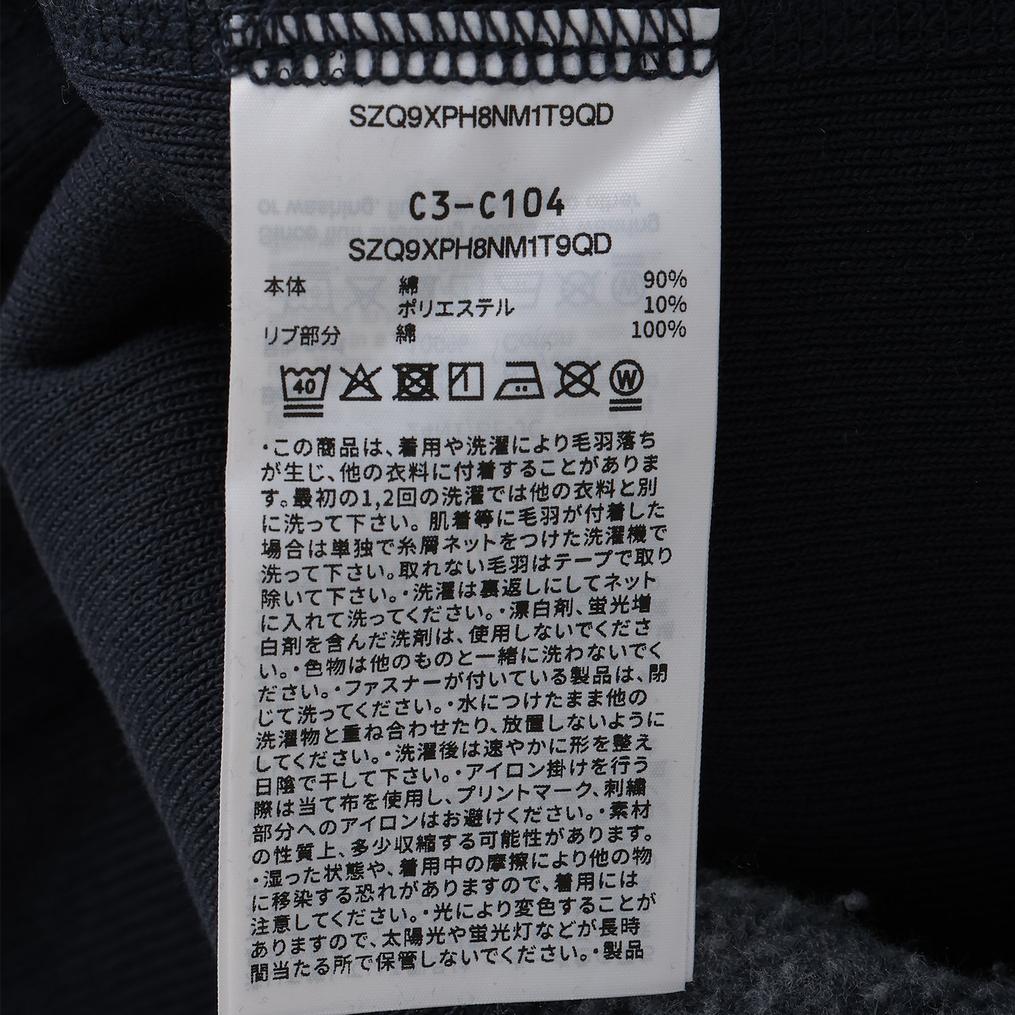 SZQ9XPH8NM1T9QD
C3-C104
SZQ9XPH8NM1T9QD
本体 綿 90%
ポリエステル 10%
リブ部分 綿 100%
40 W
・この商品は、着用や洗濯により毛羽落ち
が生じ、他の衣料に付着することがありま
す。最初の1,2回の洗濯では他の衣料と別
に洗って下さい。肌着等に毛羽が付着した
場合は単独で糸屑ネットをつけた洗濯機で
洗って下さい。取れない毛羽はテープで取り
除いて下さい。・洗濯は裏返しにしてネット
に入れて洗ってください。・漂白剤、蛍光増
白剤を含んだ洗剤は、使用しないでくださ
い。・色物は他のものと一緒に洗わないでく
ださい。・ファスナーが付いている製品は、閉
じて洗ってください。・水につけたまま他の
洗濯物と重ね合わせたり、放置しないように
してください。・洗濯後は速やかに形を整え
日陰で干して下さい。・アイロン掛けを行う
際は当て布を使用し、プリントマーク、刺繍
部分へのアイロンはお避けください。・素材
の性質上、多少収縮する可能性があります。
・湿った状態や、着用中の摩擦により他の物
に移染する恐れがありますので、着用には
注意してください。・光により変色することが
ありますので、太陽光や蛍光灯などが長時
間当たる所で保管しないでください。・製品